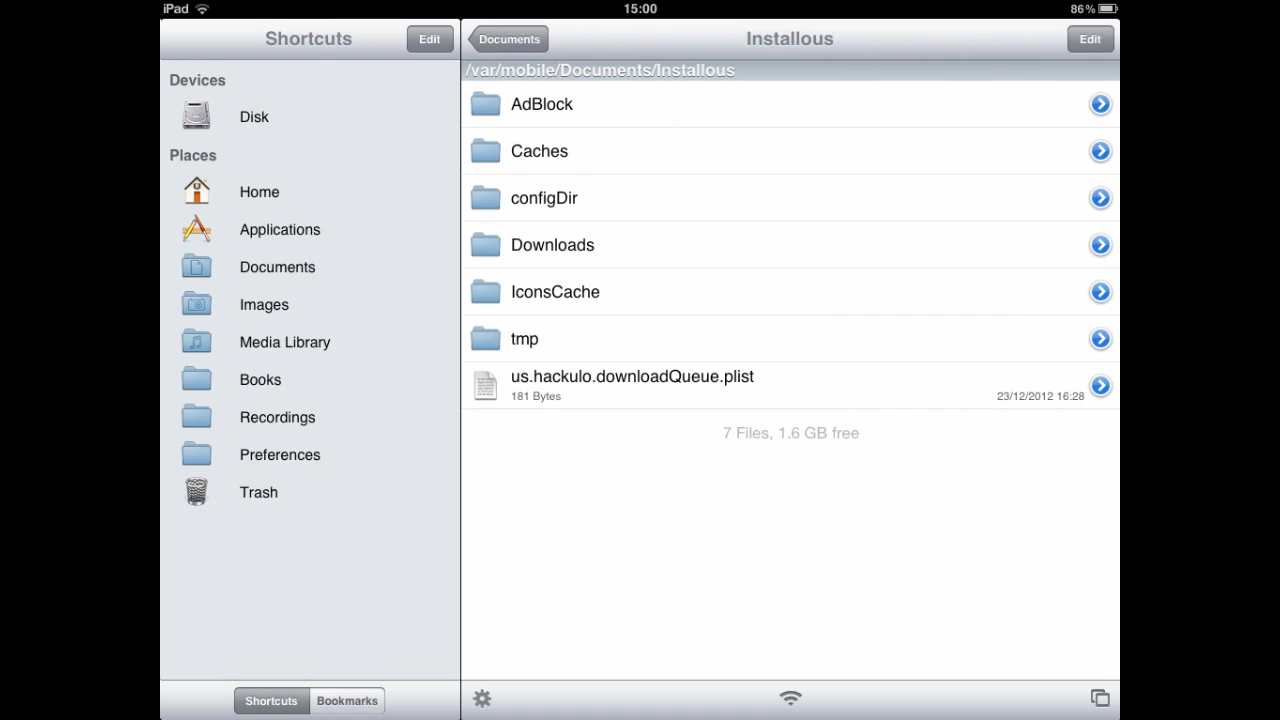 iPad 15:00 86%
Shortcuts Edit
Devices
Disk
Places
Home
Applications
Documents
Images
Media Library
Books
Recordings
Preferences
Trash
Shortcuts Bookmarks
Documents Installous Edit
/var/mobile/Documents/Installous
AdBlock
Caches
configDir
Downloads
IconsCache
tmp
us.hackulo.downloadQueue.plist
181 Bytes 23/12/2012 16:28
7 Files, 1.6 GB free